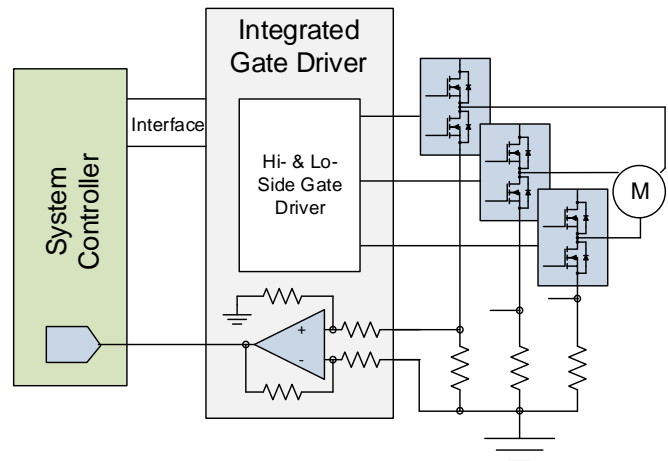 Integrated
Gate Driver
System
Controller
Interface
Hi- & Lo-
Side Gate
Driver
M
+
-